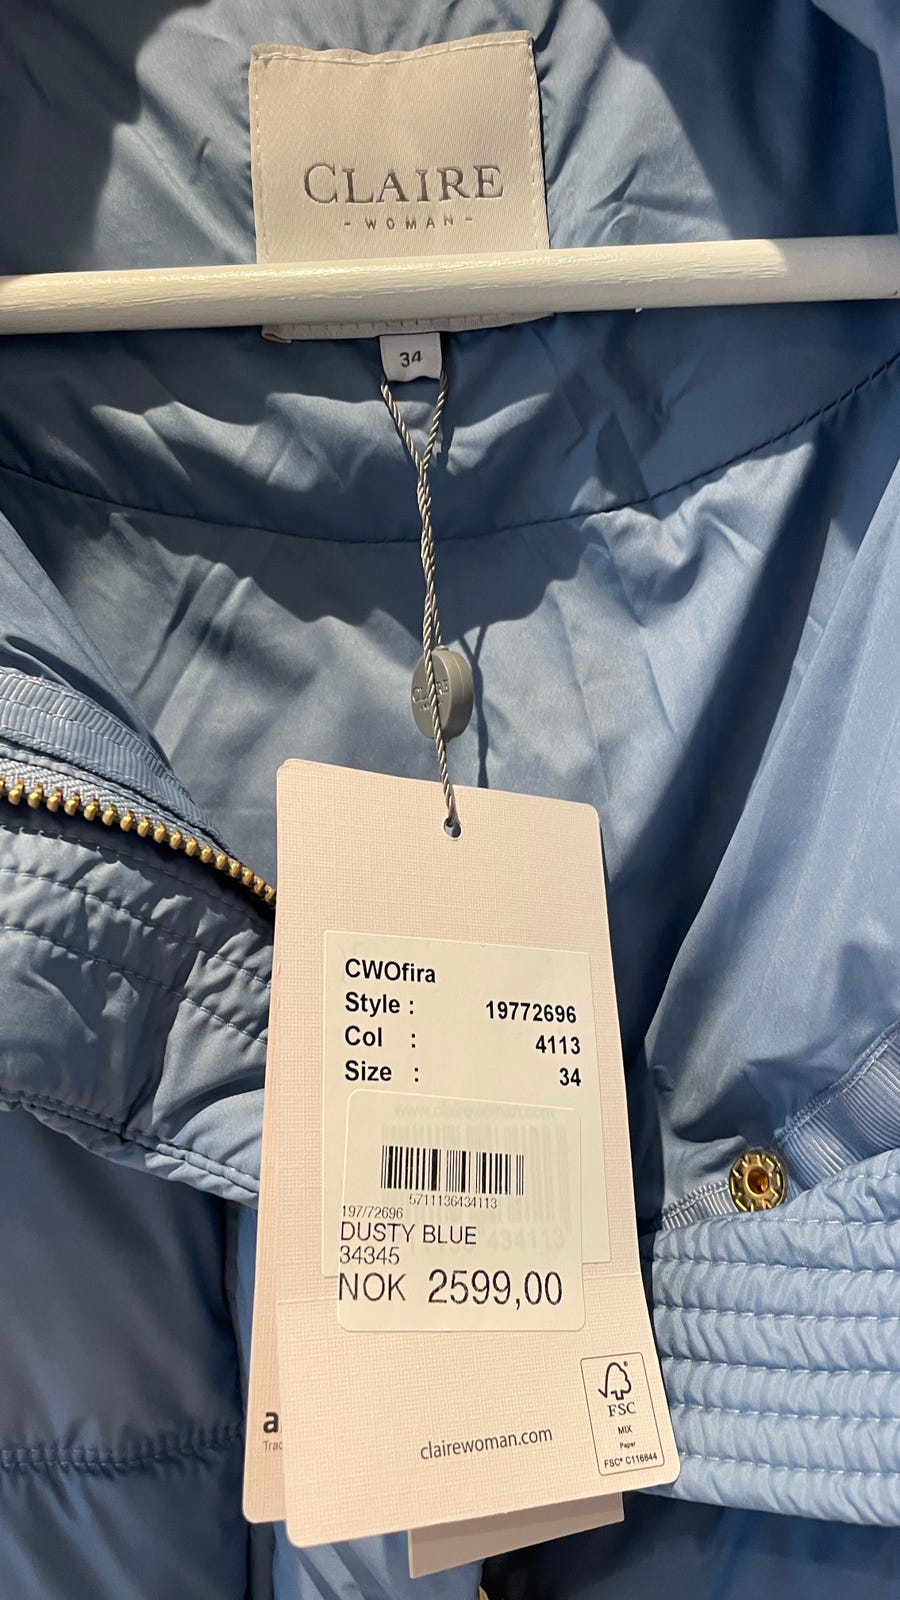 CLAIRE
- WOMAN -
34
CWOfira
Style : 19772696
Col : 4113
Size : 34
www.clairewoman.com
5711136434113
197/72696
DUSTY BLUE
34345
NOK 2599,00
FSC
MIX
Paper
FSC® C116844
clairewoman.com